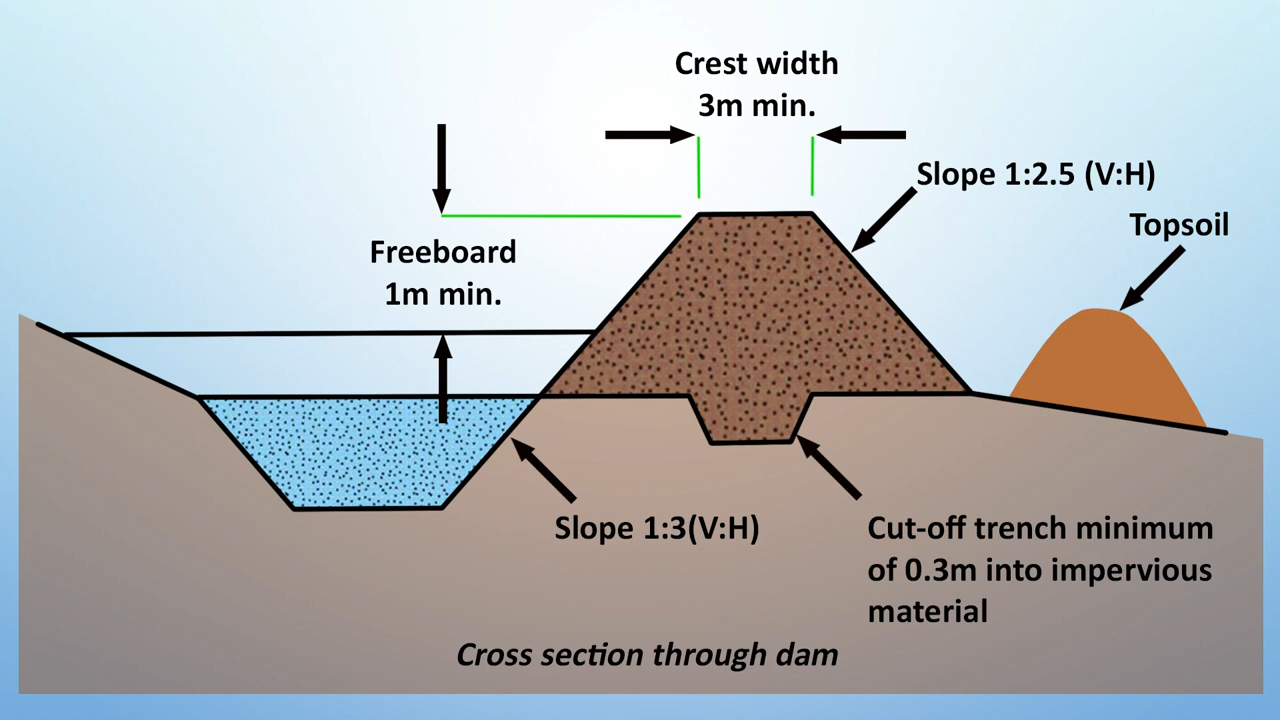 Crest width
3m min.
Slope 1:2.5 (V:H)
Topsoil
Freeboard
1m min.
Slope 1:3(V:H)
Cut-off trench minimum
of 0.3m into impervious
material
Cross section through dam